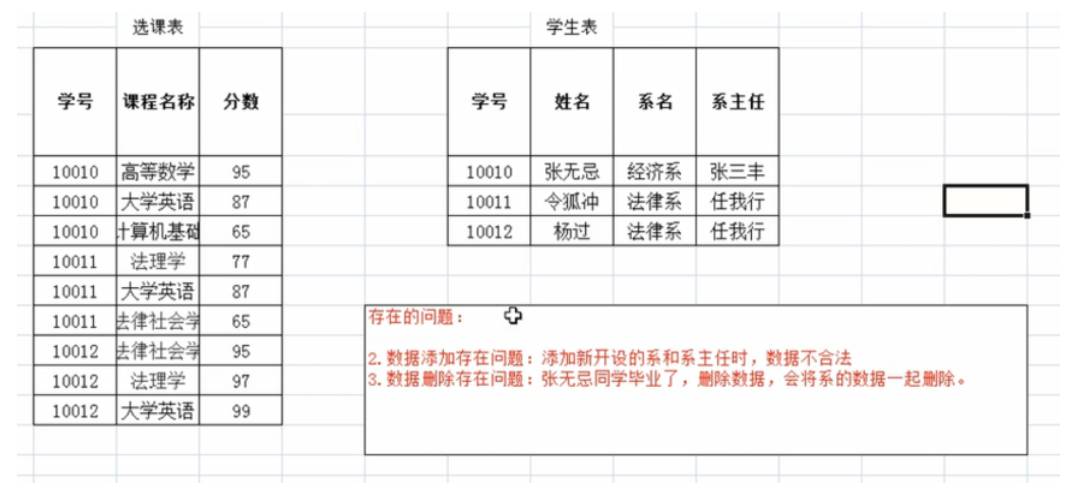 选课表
学号 课程名称 分数
10010 高等数学 95
10010 大学英语 87
10010 计算机基础 65
10011 法理学 77
10011 大学英语 87
10011 法律社会学 65
10012 法律社会学 95
10012 法理学 97
10012 大学英语 99
学生表
学号 姓名 系名 系主任
10010 张无忌 经济系 张三丰
10011 令狐冲 法律系 任我行
10012 杨过 法律系 任我行
存在的问题：
2.数据添加存在问题：添加新开设的系和系主任时，数据不合法
3.数据删除存在问题：张无忌同学毕业了，删除数据，会将系的数据一起删除。